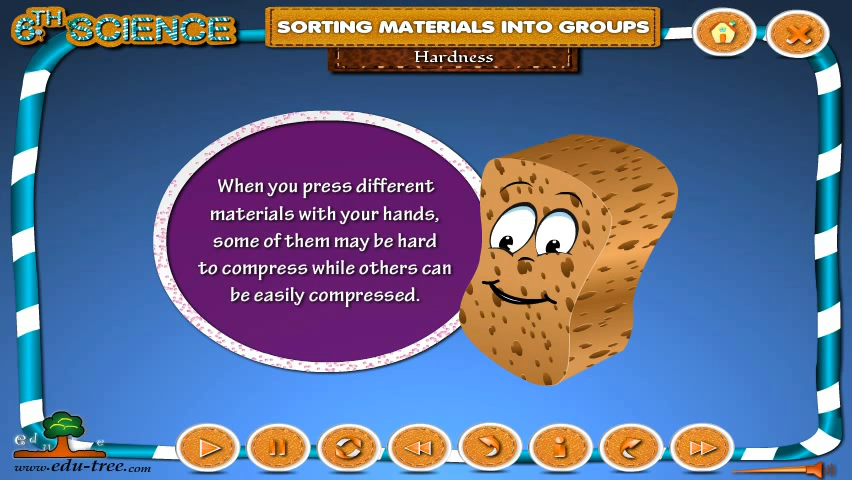 6TH SCIENCE
SORTING MATERIALS INTO GROUPS
Hardness
When you press different
materials with your hands,
some of them may be hard
to compress while others can
be easily compressed.
www.edu-tree.com